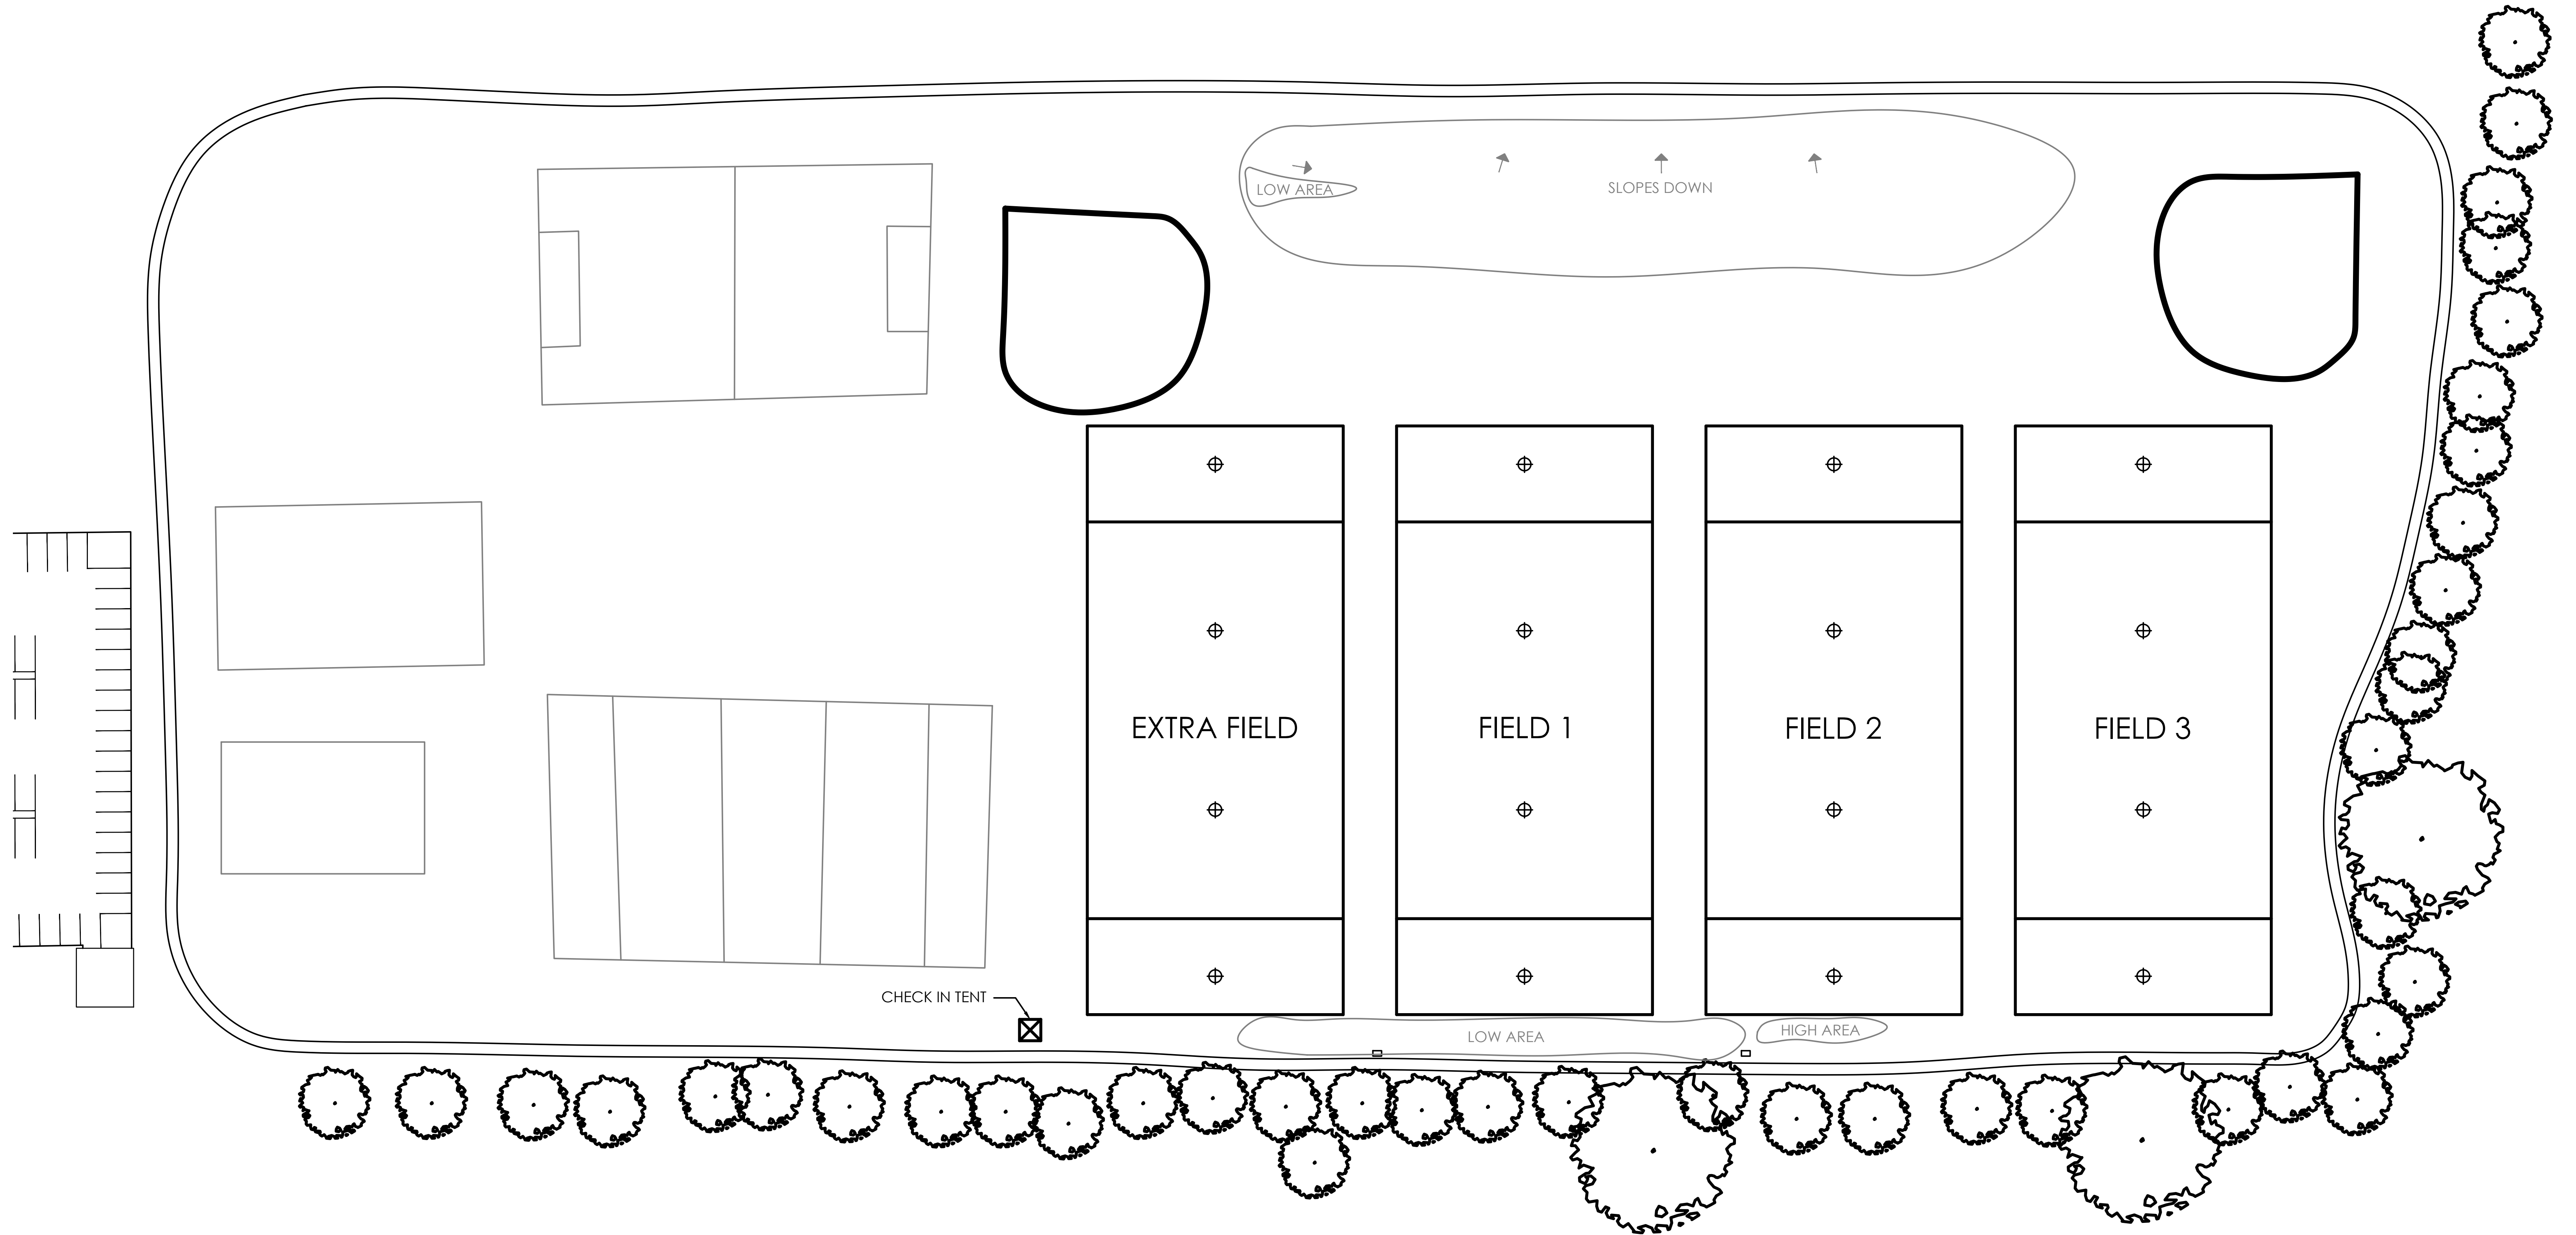 LOW AREA
SLOPES DOWN
EXTRA FIELD
FIELD 1
FIELD 2
FIELD 3
CHECK IN TENT
LOW AREA
HIGH AREA